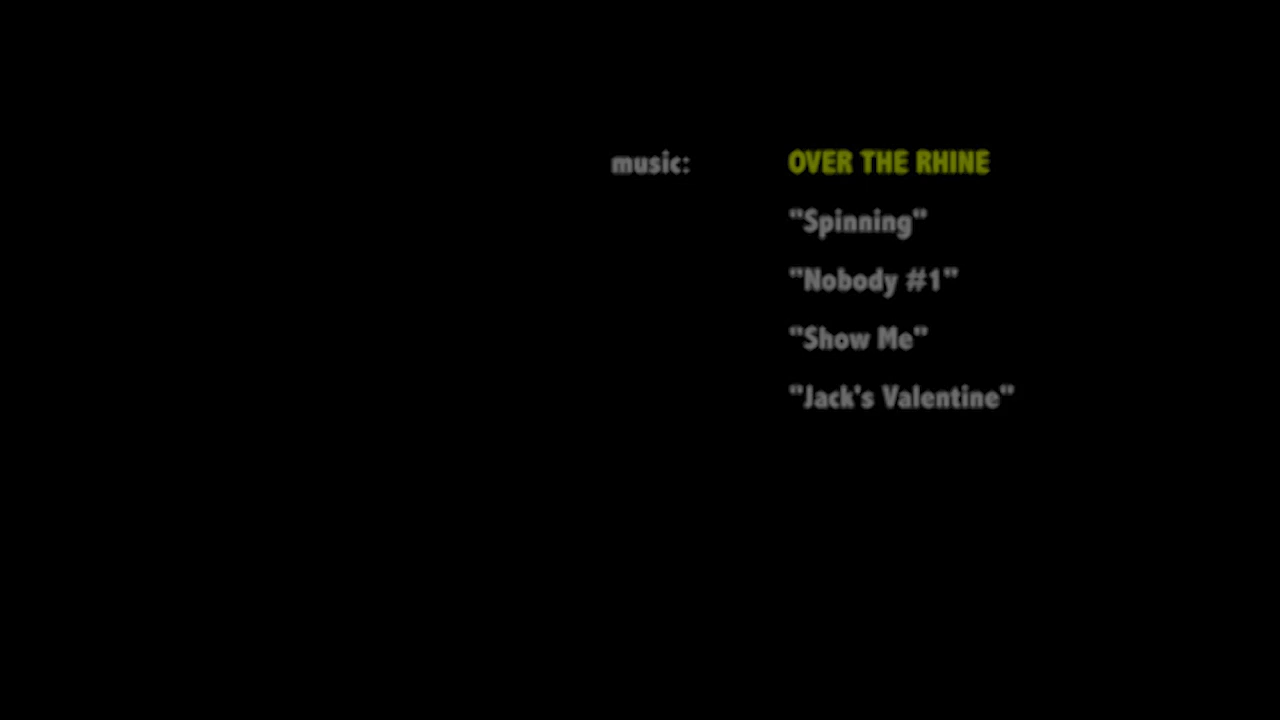 music: OVER THE RHINE
"Spinning"
"Nobody #1"
"Show Me"
"Jack's Valentine"